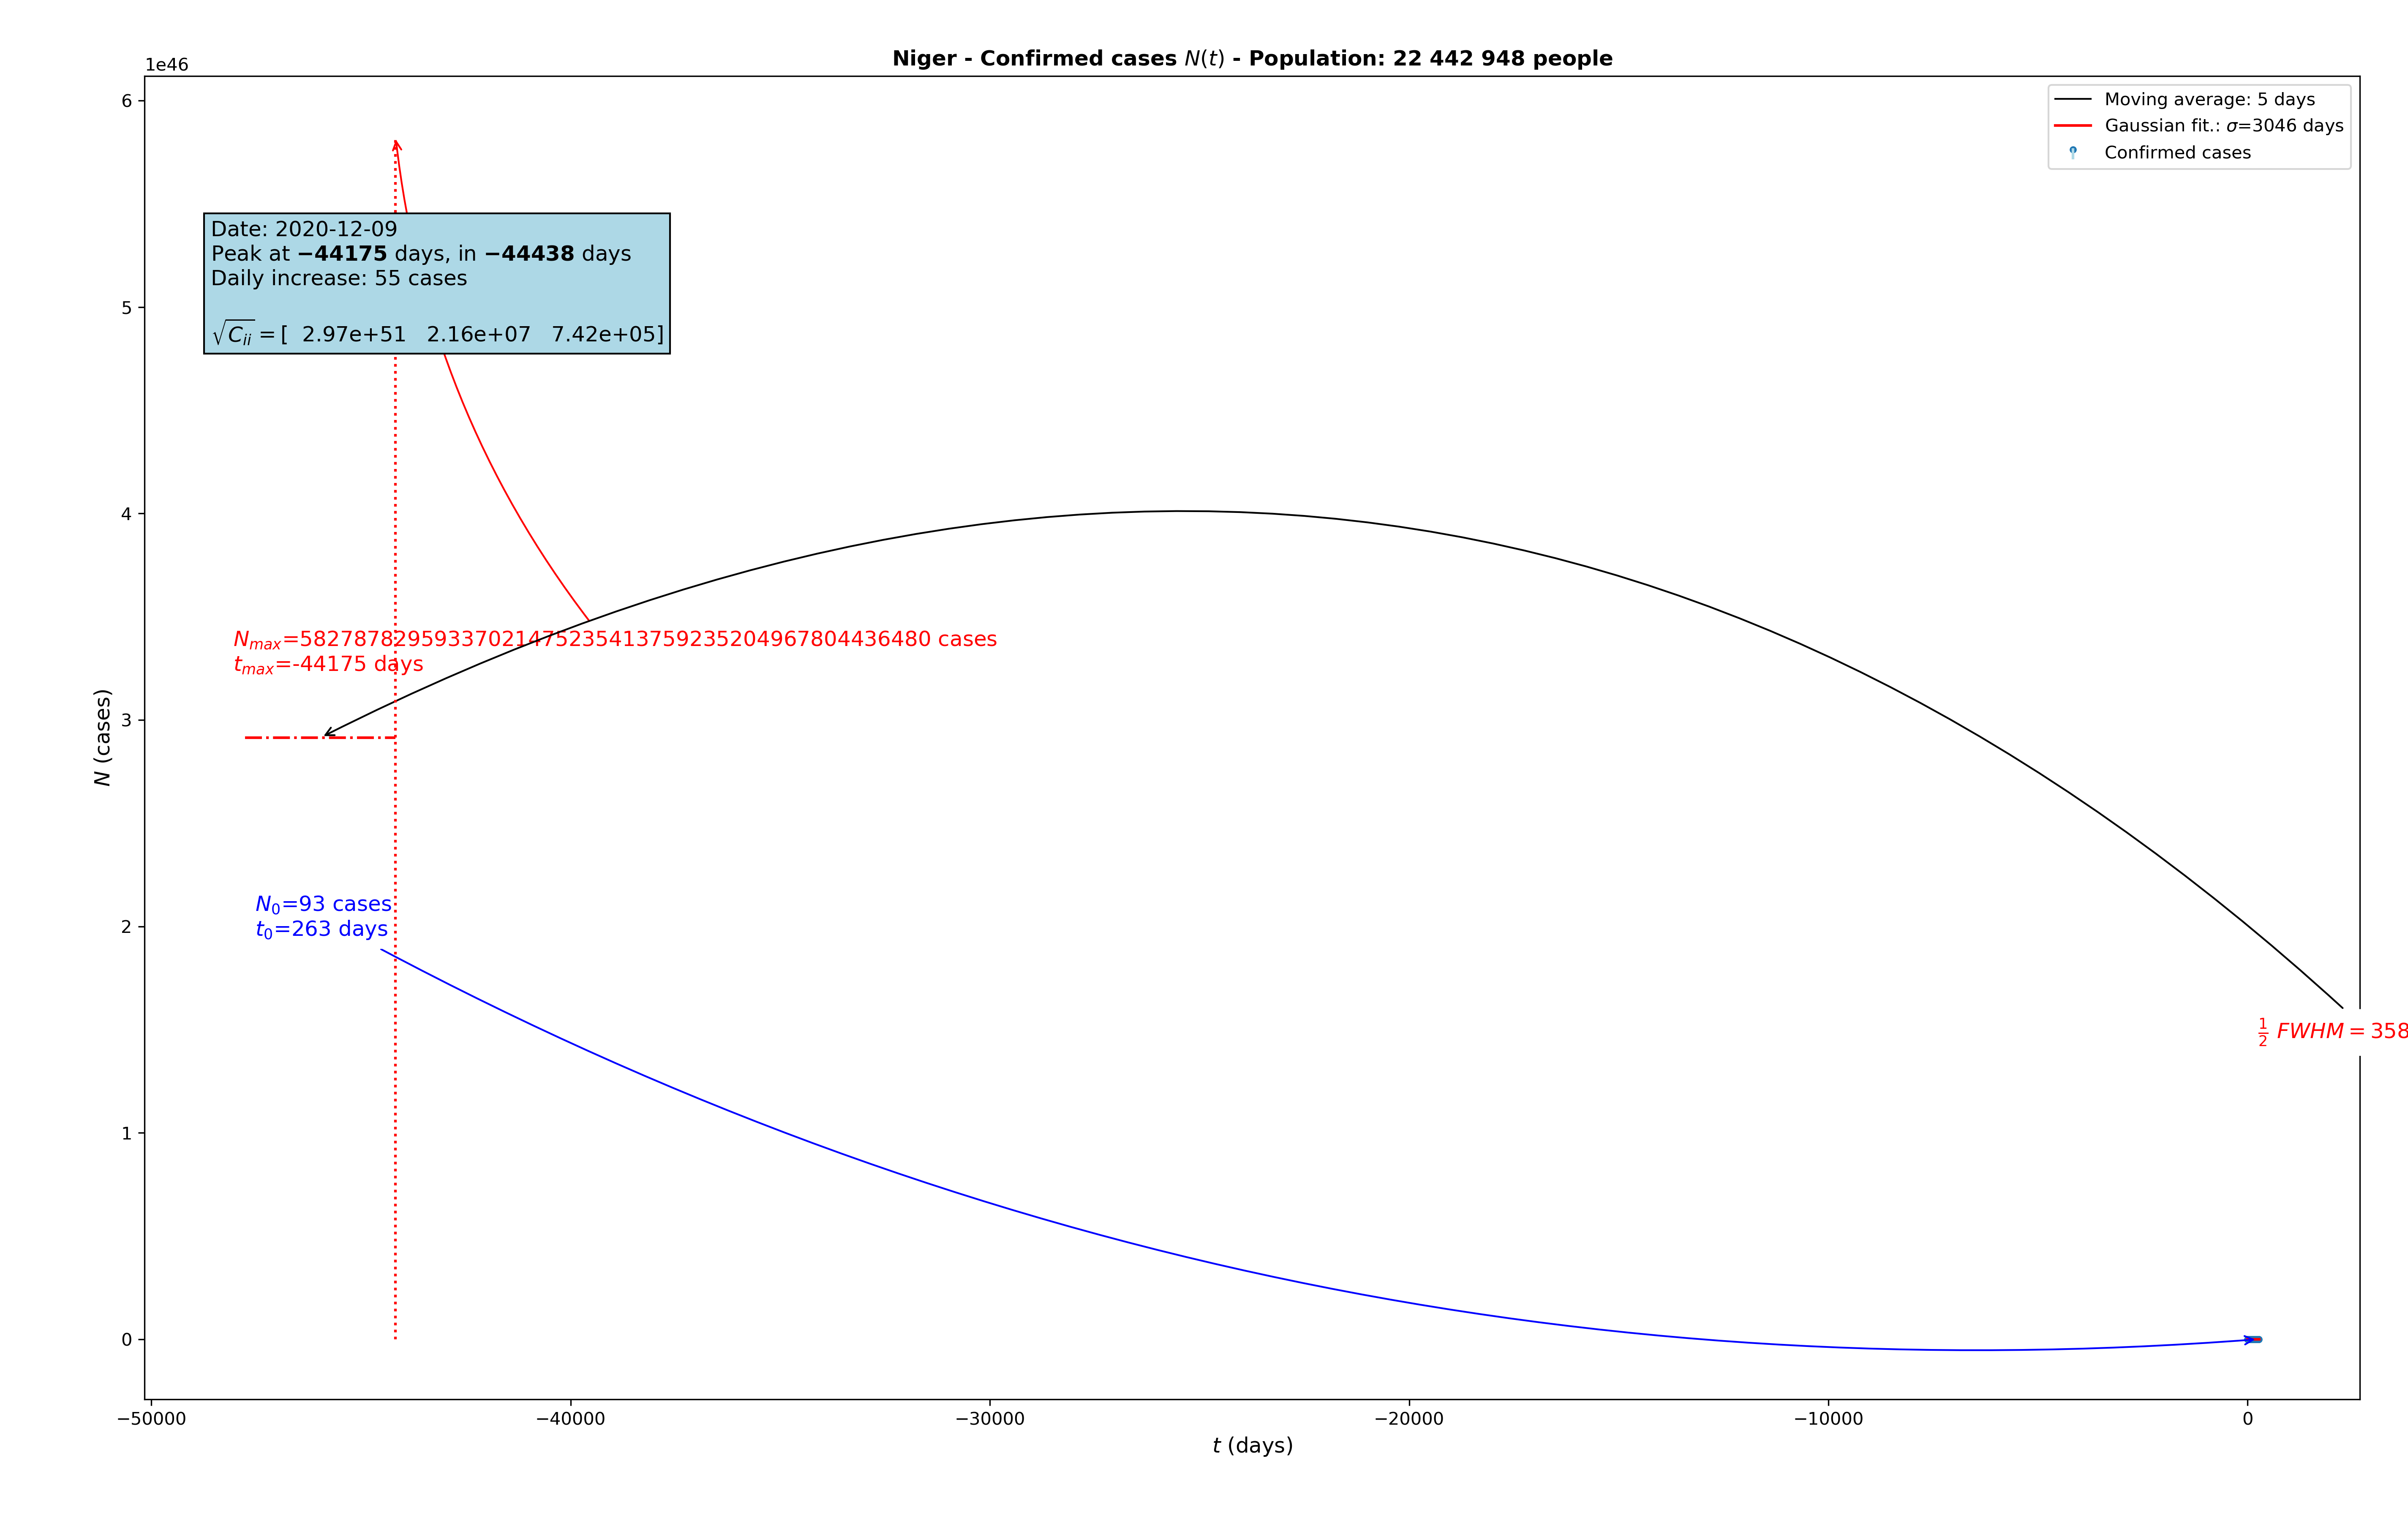 Niger - Confirmed cases N(t) - Population: 22 442 948 people
1e46
Moving average: 5 days
Gaussian fit.: σ=3046 days
Confirmed cases
Date: 2020-12-09
Peak at −44175 days, in −44438 days
Daily increase: 55 cases
√Cii = [ 2.97e+51 2.16e+07 7.42e+05]
Nmax=58278782959337021475235413759235204967804436480 cases
tmax=-44175 days
N0=93 cases
t0=263 days
1/2 FWHM = 358
6
5
4
3
2
1
0
N (cases)
−50000 −40000 −30000 −20000 −10000 0
t (days)